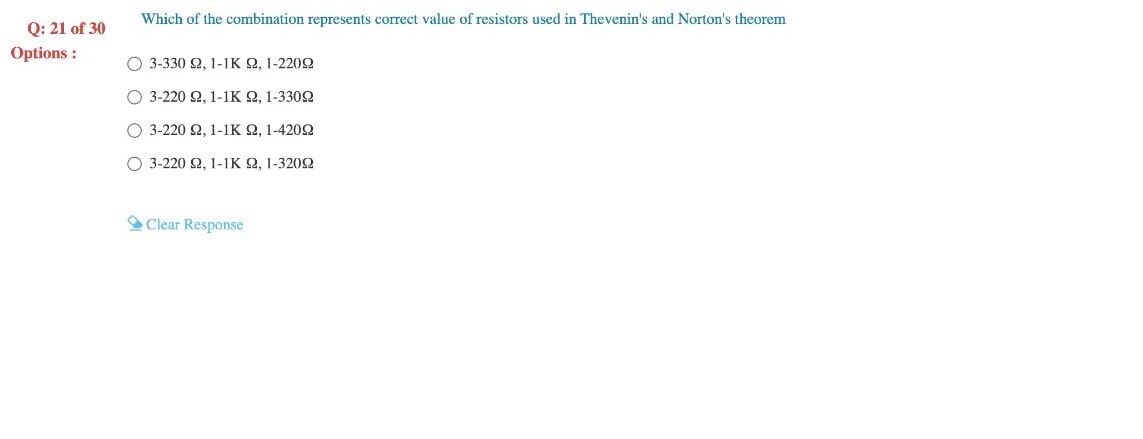 Q: 21 of 30
Which of the combination represents correct value of resistors used in Thevenin's and Norton's theorem
Options :
3-330 Ω, 1-1K Ω, 1-220Ω
3-220 Ω, 1-1K Ω, 1-330Ω
3-220 Ω, 1-1K Ω, 1-420Ω
3-220 Ω, 1-1K Ω, 1-320Ω
Clear Response